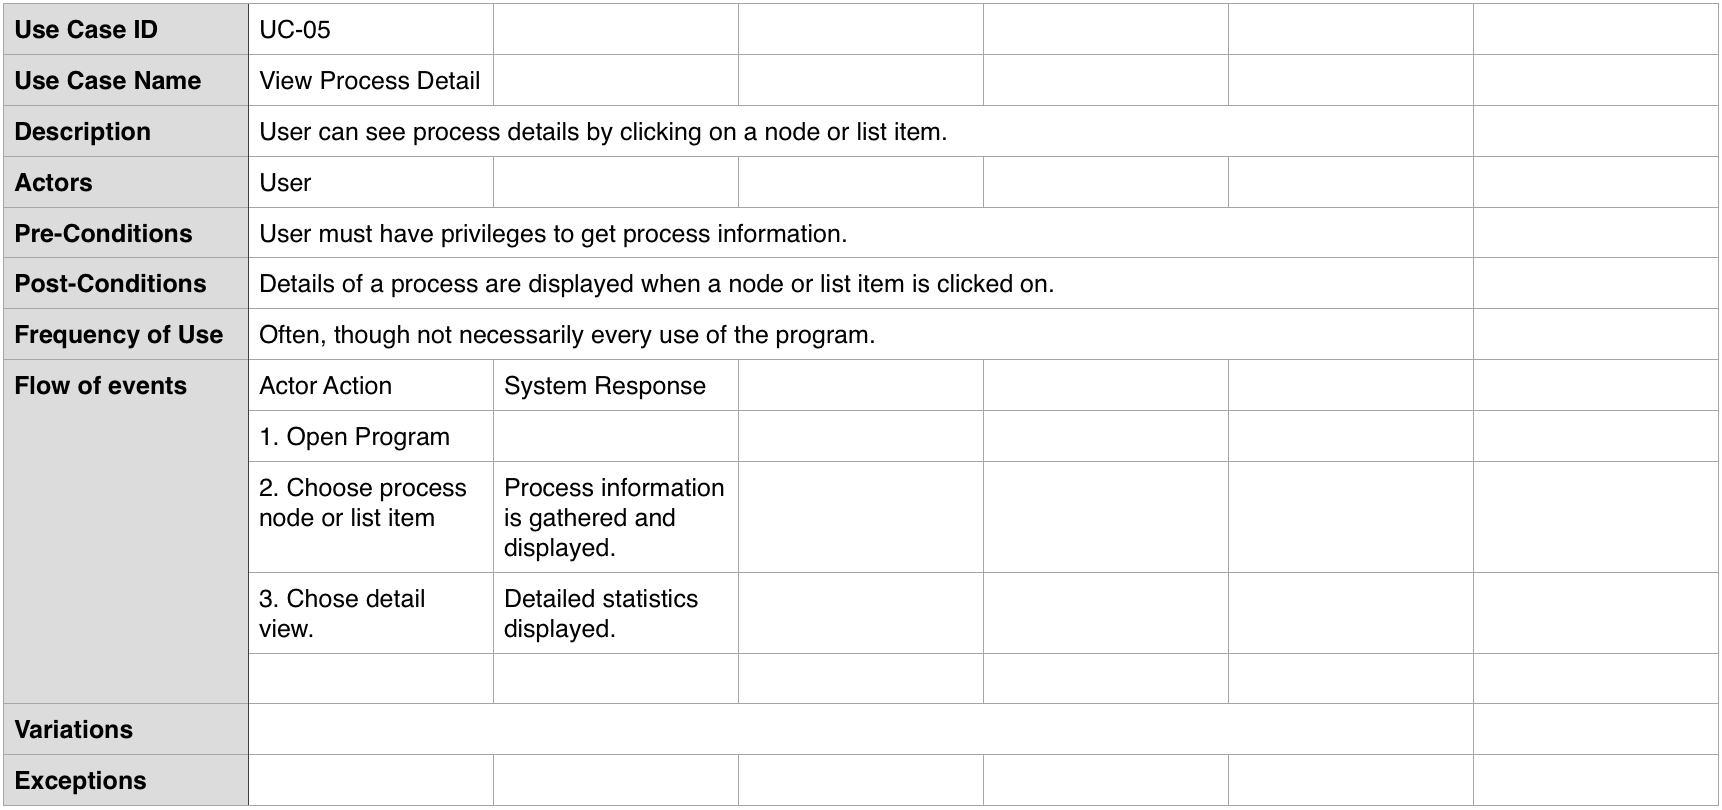 Use Case ID UC-05
Use Case Name View Process Detail
Description User can see process details by clicking on a node or list item.
Actors User
Pre-Conditions User must have privileges to get process information.
Post-Conditions Details of a process are displayed when a node or list item is clicked on.
Frequency of Use Often, though not necessarily every use of the program.
Flow of events Actor Action System Response
1. Open Program
2. Choose process
node or list item
Process information
is gathered and
displayed.
3. Chose detail
view.
Detailed statistics
displayed.
Variations
Exceptions